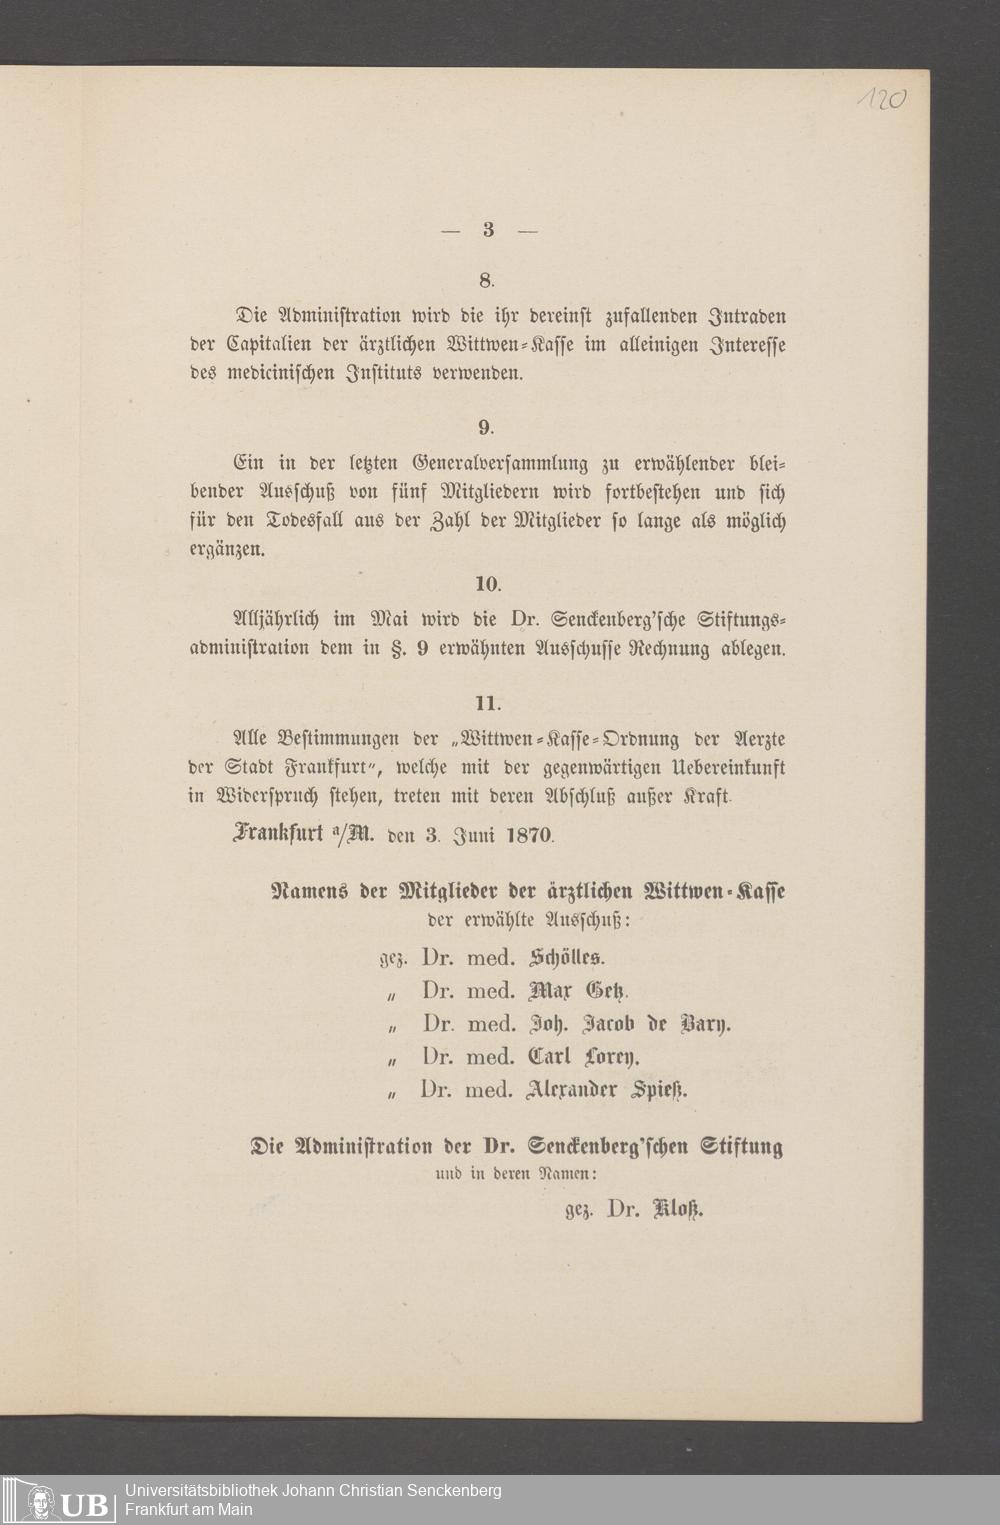 120
— 3 —
8.
Die Administration wird die ihr dereinst zufallenden Intraden
der Capitalien der ärztlichen Wittwen-Kasse im alleinigen Interesse
des medicinischen Instituts verwenden.
9.
Ein in der letzten Generalversammlung zu erwählender blei-
bender Ausschuß von fünf Mitgliedern wird fortbestehen und sich
für den Todesfall aus der Zahl der Mitglieder so lange als möglich
ergänzen.
10.
Alljährlich im Mai wird die Dr. Senckenberg'sche Stiftungs-
administration dem in §. 9 erwähnten Ausschusse Rechnung ablegen.
11.
Alle Bestimmungen der „Wittwen-Kasse-Ordnung der Aerzte
der Stadt Frankfurt", welche mit der gegenwärtigen Uebereinkunft
in Widerspruch stehen, treten mit deren Abschluß außer Kraft.
Frankfurt a/M. den 3. Juni 1870.
Namens der Mitglieder der ärztlichen Wittwen-Kasse
der erwählte Ausschuß:
gez. Dr. med. Schölles.
„ Dr. med. Max Getz.
„ Dr. med. Joh. Jacob de Bary.
„ Dr. med. Carl Lorey.
„ Dr. med. Alexander Spieß.
Die Administration der Dr. Senckenberg'schen Stiftung
und in deren Namen:
gez. Dr. Kloß.
UB
Universitätsbibliothek Johann Christian Senckenberg
Frankfurt am Main